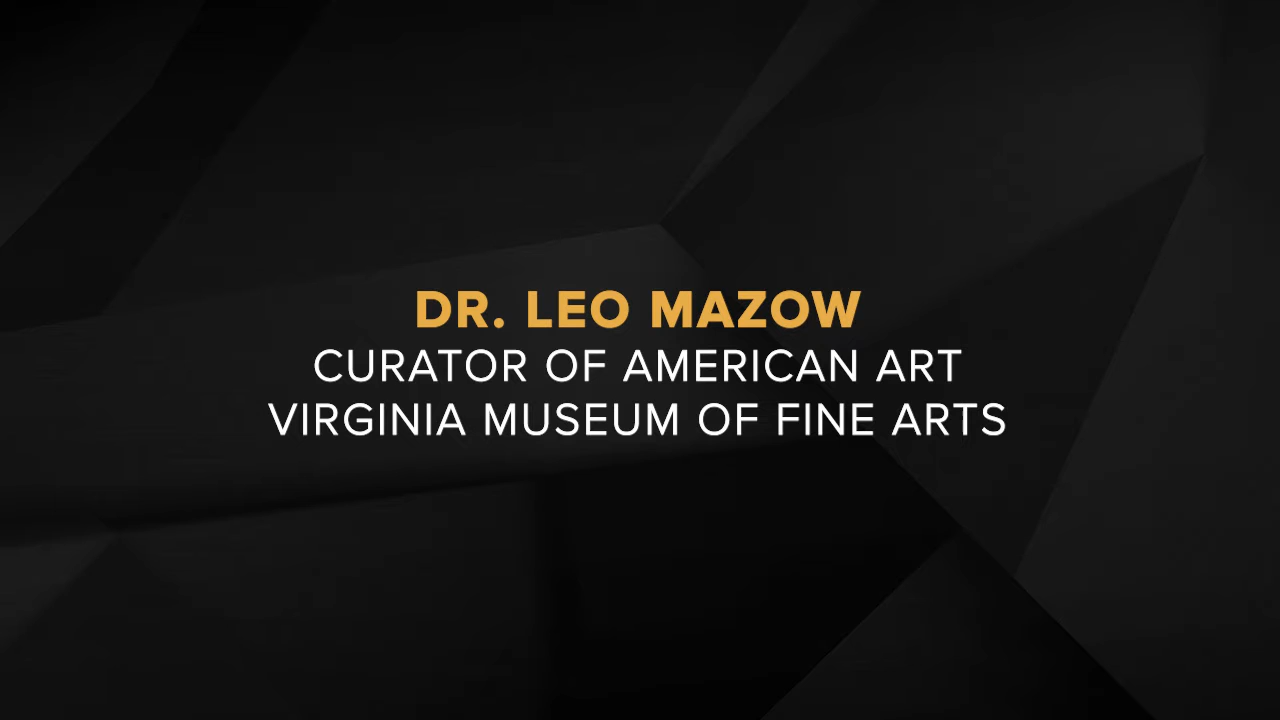 DR. LEO MAZOW
CURATOR OF AMERICAN ART
VIRGINIA MUSEUM OF FINE ARTS